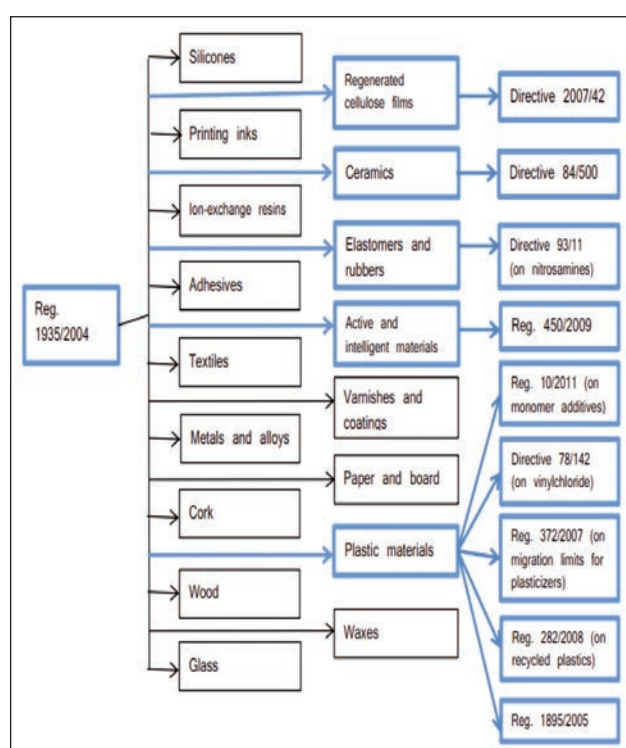 Reg.
1935/2004
Silicones
Printing inks
Ion-exchange resins
Adhesives
Textiles
Metals and alloys
Cork
Wood
Glass
Regenerated
cellulose films
Ceramics
Elastomers and
rubbers
Active and
intelligent materials
Varnishes and
coatings
Paper and board
Plastic materials
Waxes
Directive 2007/42
Directive 84/500
Directive 93/11
(on nitrosamines)
Reg. 450/2009
Reg. 10/2011 (on
monomer additives)
Directive 78/142
(on vinylchloride)
Reg. 372/2007 (on
migration limits for
plasticizers)
Reg. 282/2008 (on
recycled plastics)
Reg. 1895/2005